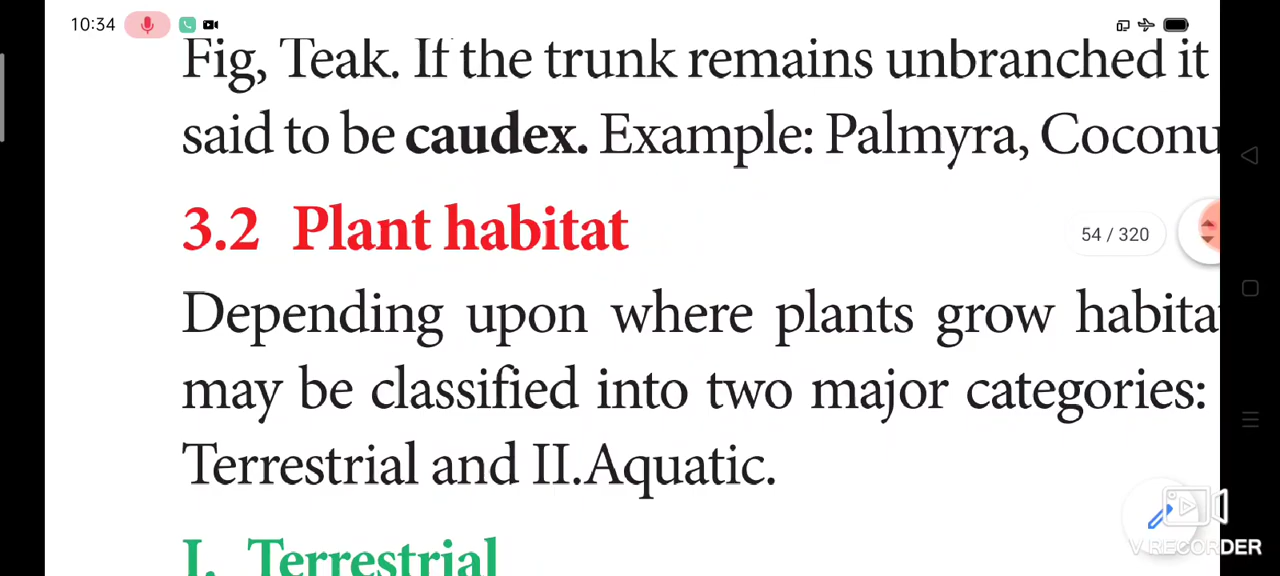 10:34
Fig, Teak. If the trunk remains unbranched it
said to be caudex. Example: Palmyra, Coconu
3.2 Plant habitat
54 / 320
Depending upon where plants grow habita
may be classified into two major categories:
Terrestrial and II.Aquatic.
I. Terrestrial
V RECORDER